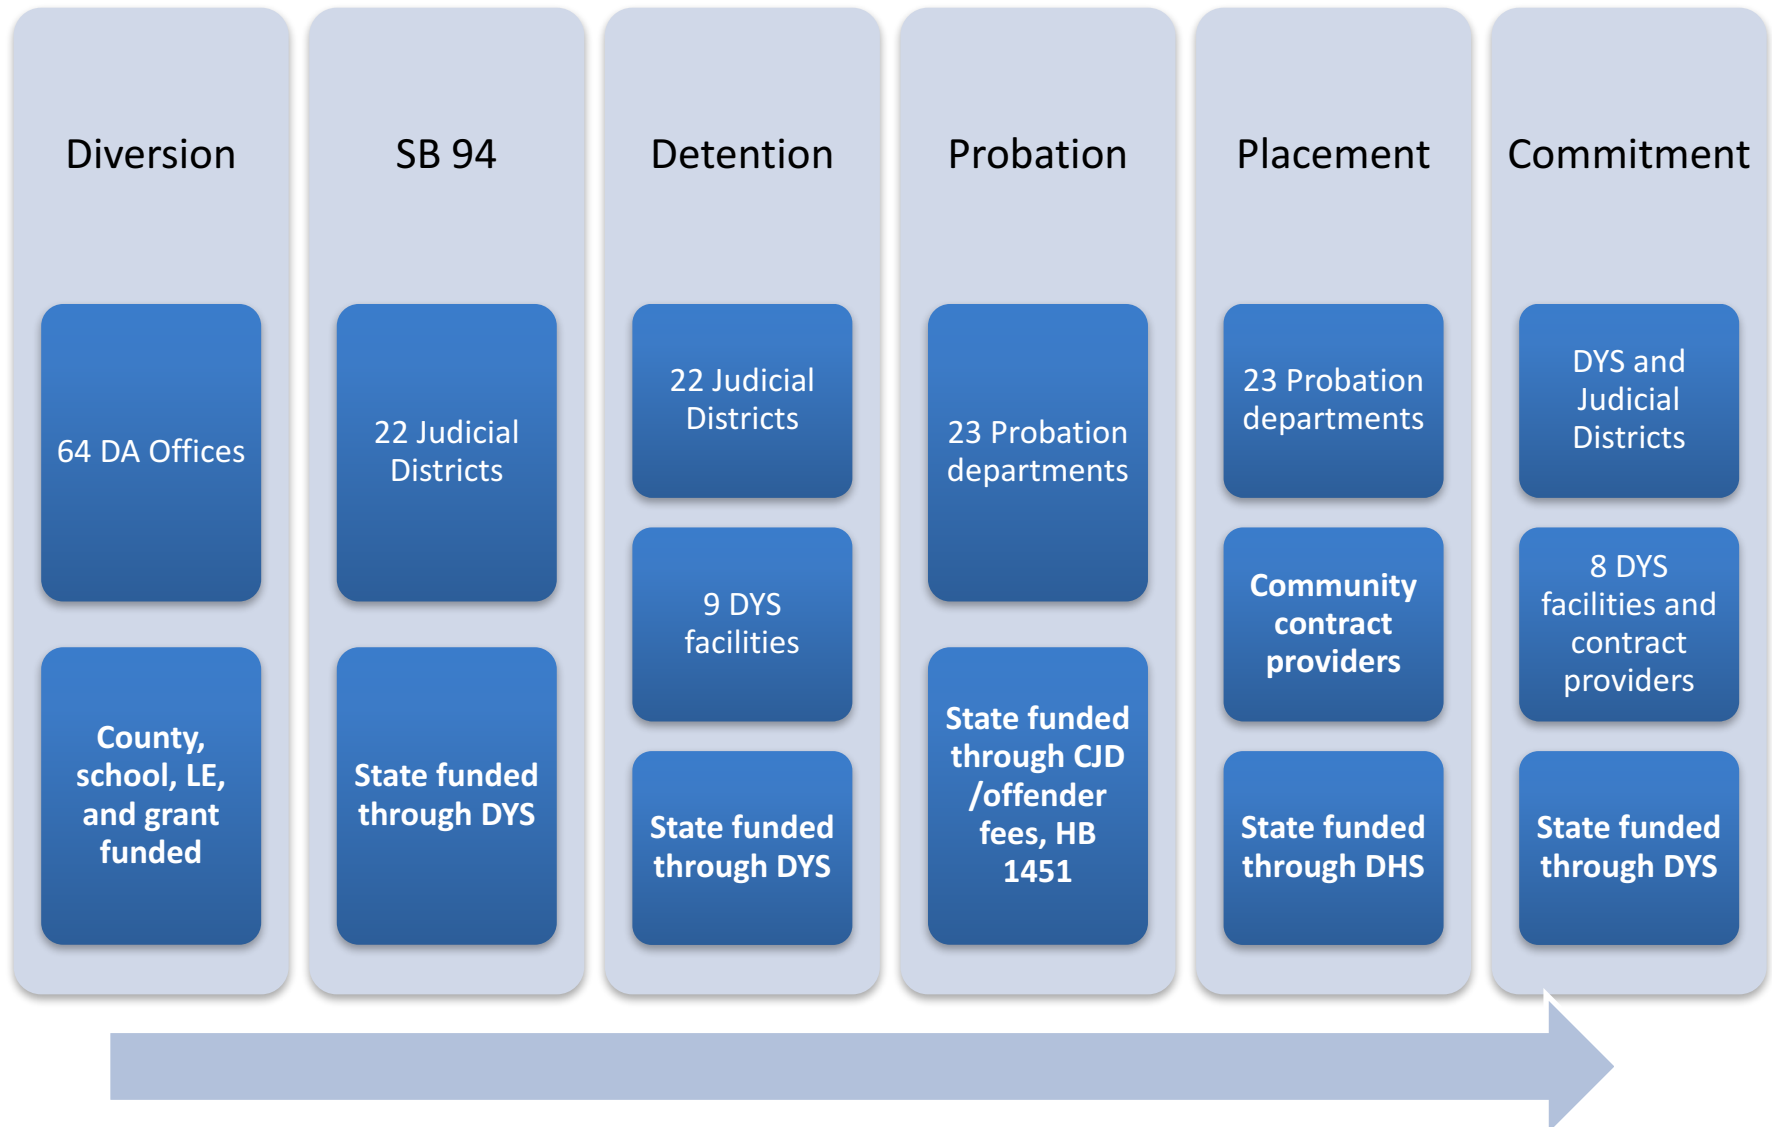 Diversion
64 DA Offices
County,
school, LE,
and grant
funded
SB 94
22 Judicial
Districts
State funded
through DYS
Detention
22 Judicial
Districts
9 DYS
facilities
State funded
through DYS
Probation
23 Probation
departments
State funded
through CJD
/offender
fees, HB
1451
Placement
23 Probation
departments
Community
contract
providers
State funded
through DHS
Commitment
DYS and
Judicial
Districts
8 DYS
facilities and
contract
providers
State funded
through DYS